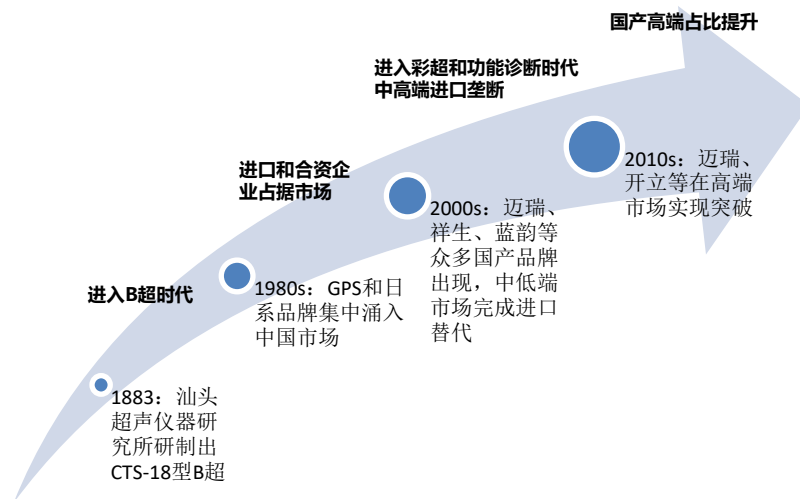 国产高端占比提升
进入彩超和功能诊断时代
中高端进口垄断
2010s：迈瑞、
开立等在高端
市场实现突破
进口和合资企
业占据市场
2000s：迈瑞、
祥生、蓝韵等
众多国产品牌
出现，中低端
市场完成进口
替代
进入B超时代
1980s：GPS和日
系品牌集中涌入
中国市场
1883：汕头
超声仪器研
究所研制出
CTS-18型B超